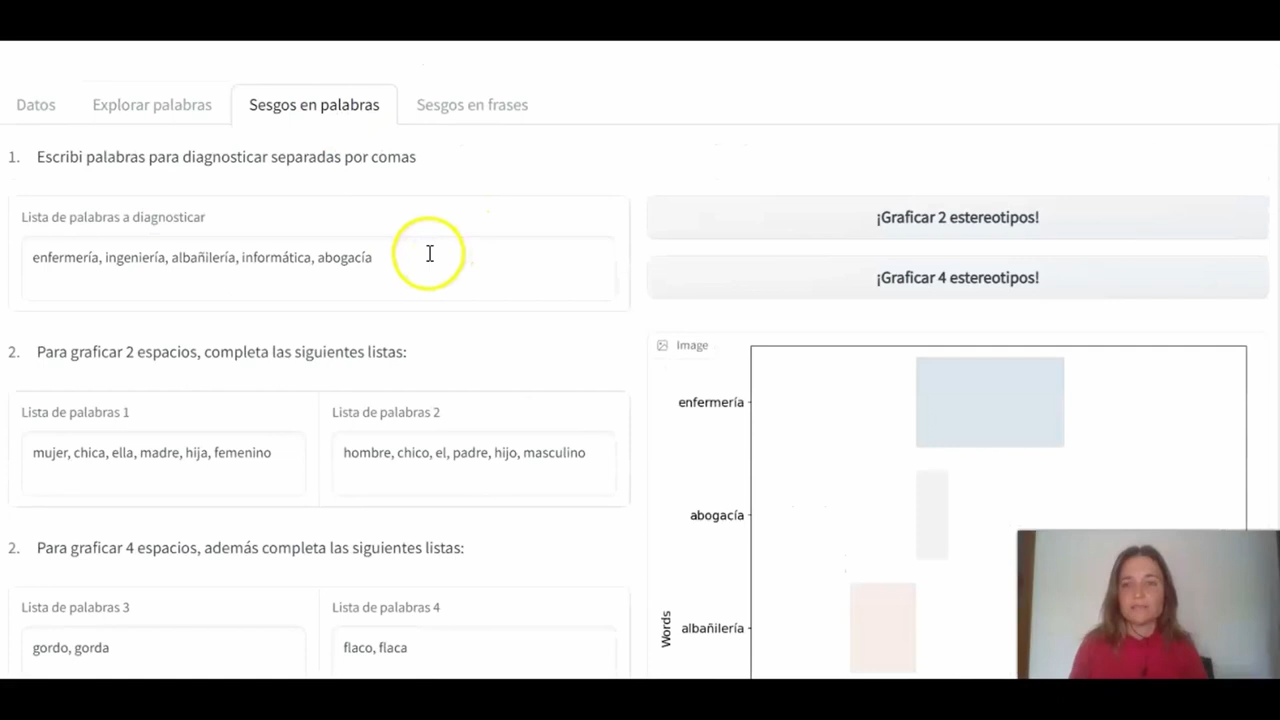 Datos
Explorar palabras
Sesgos en palabras
Sesgos en frases
1. Escribi palabras para diagnosticar separadas por comas
Lista de palabras a diagnosticar
enfermería, ingeniería, albañilería, informática, abogacía
¡Graficar 2 estereotipos!
¡Graficar 4 estereotipos!
2. Para graficar 2 espacios, completa las siguientes listas:
Lista de palabras 1
mujer, chica, ella, madre, hija, femenino
Lista de palabras 2
hombre, chico, el, padre, hijo, masculino
2. Para graficar 4 espacios, además completa las siguientes listas:
Lista de palabras 3
gordo, gorda
Lista de palabras 4
flaco, flaca
Image
enfermería
abogacía
albañilería
Words